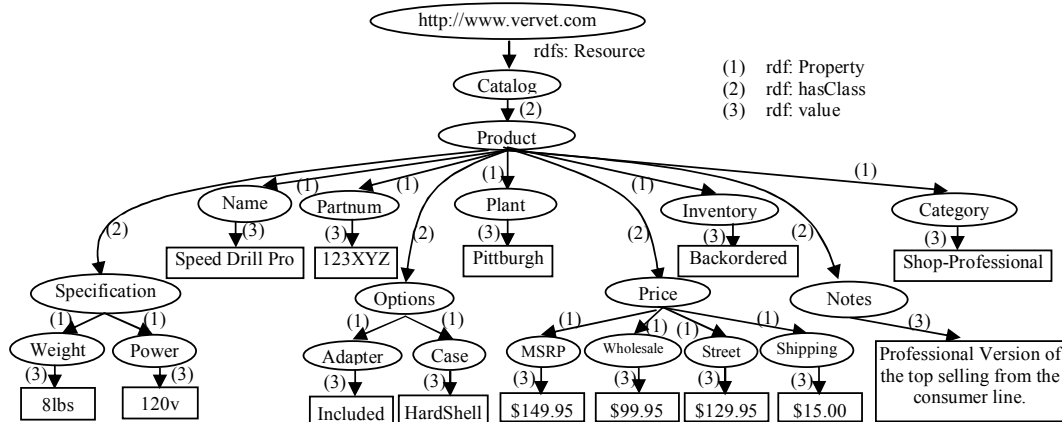 http://www.vervet.com
rdfs: Resource
(1) rdf: Property
(2) rdf: hasClass
(3) rdf: value
Catalog
(2)
Product
(1) (1) (1) (1) (1)
Name Partnum Plant Inventory Category
(2) (2) (2) (2)
(3) (3) (3) (3) (3)
Speed Drill Pro 123XYZ Pittburgh Backordered Shop-Professional
Specification Options Price Notes
(1) (1) (1) (1) (1) (1) (1) (1) (3)
Weight Power Adapter Case MSRP Wholesale Street Shipping
(3) (3) (3) (3) (3) (3) (3) (3)
8lbs 120v Included HardShell $149.95 $99.95 $129.95 $15.00
Professional Version of
the top selling from the
consumer line.